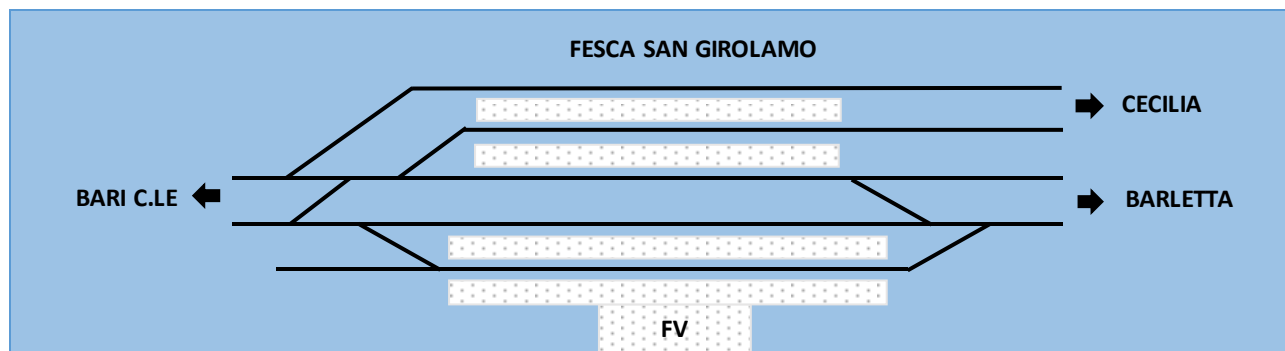 FESCA SAN GIROLAMO
CECILIA
BARI C.LE
BARLETTA
FV